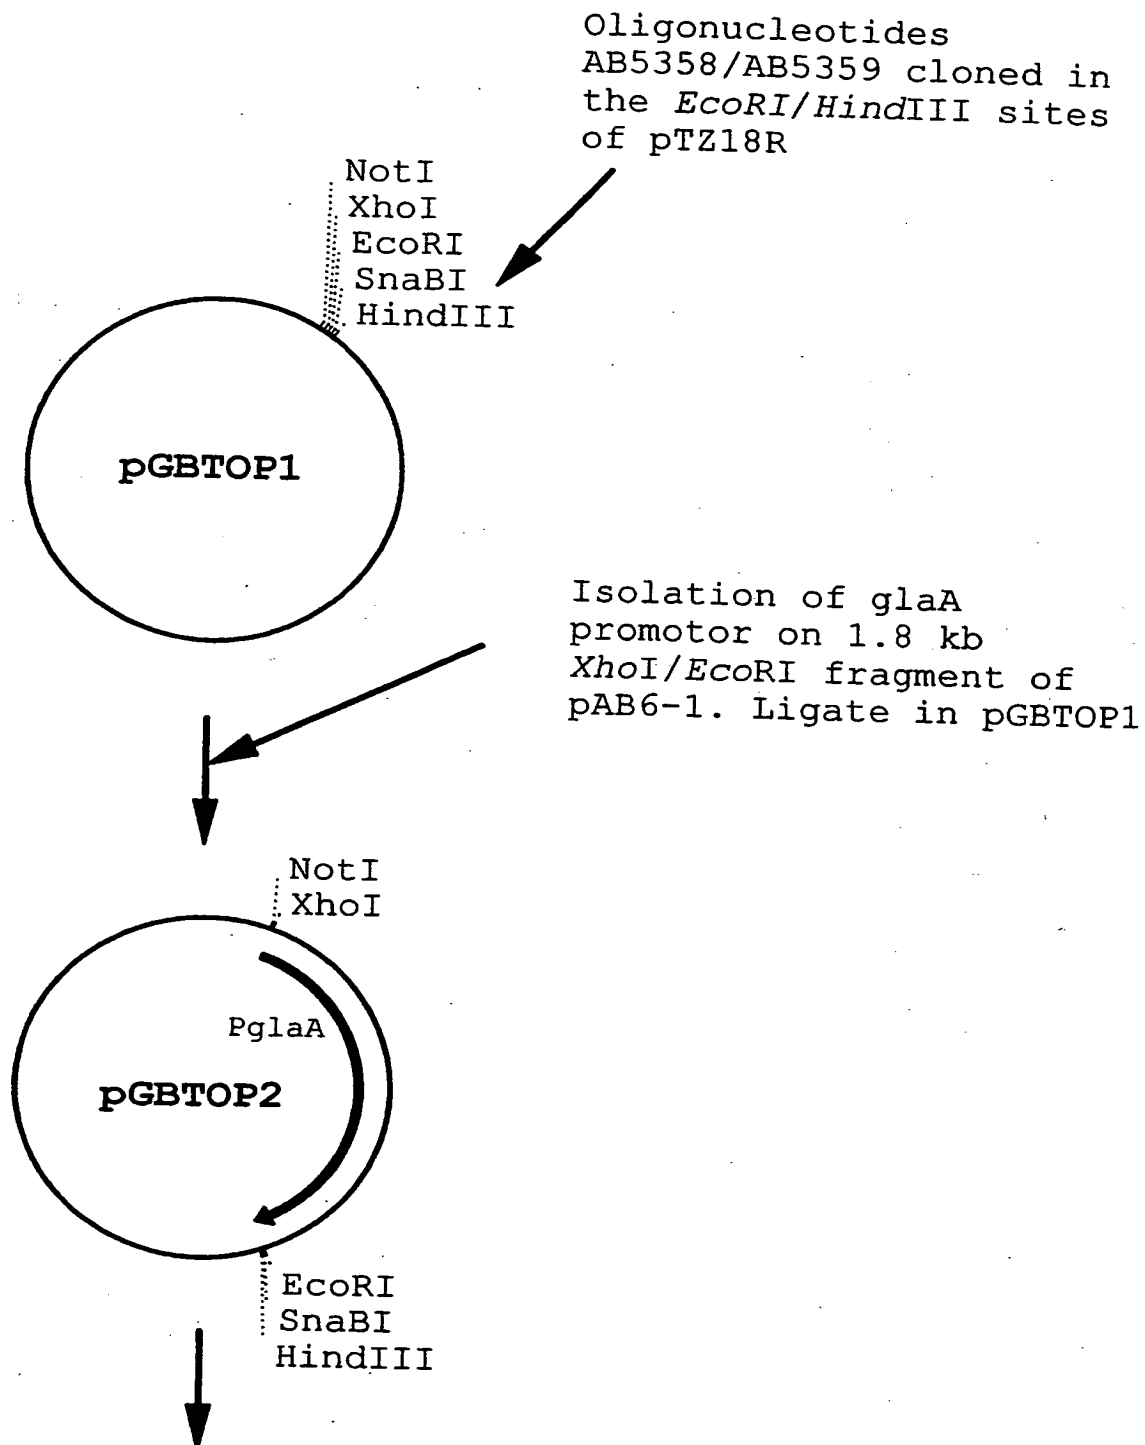 Oligonucleotides
AB5358/AB5359 cloned in
the EcoRI/HindIII sites
of pTZ18R
NotI
XhoI
EcoRI
SnaBI
HindIII
pGBTOP1
Isolation of glaA
promotor on 1.8 kb
XhoI/EcoRI fragment of
pAB6-1. Ligate in pGBTOP1
NotI
XhoI
PglaA
pGBTOP2
EcoRI
SnaBI
HindIII